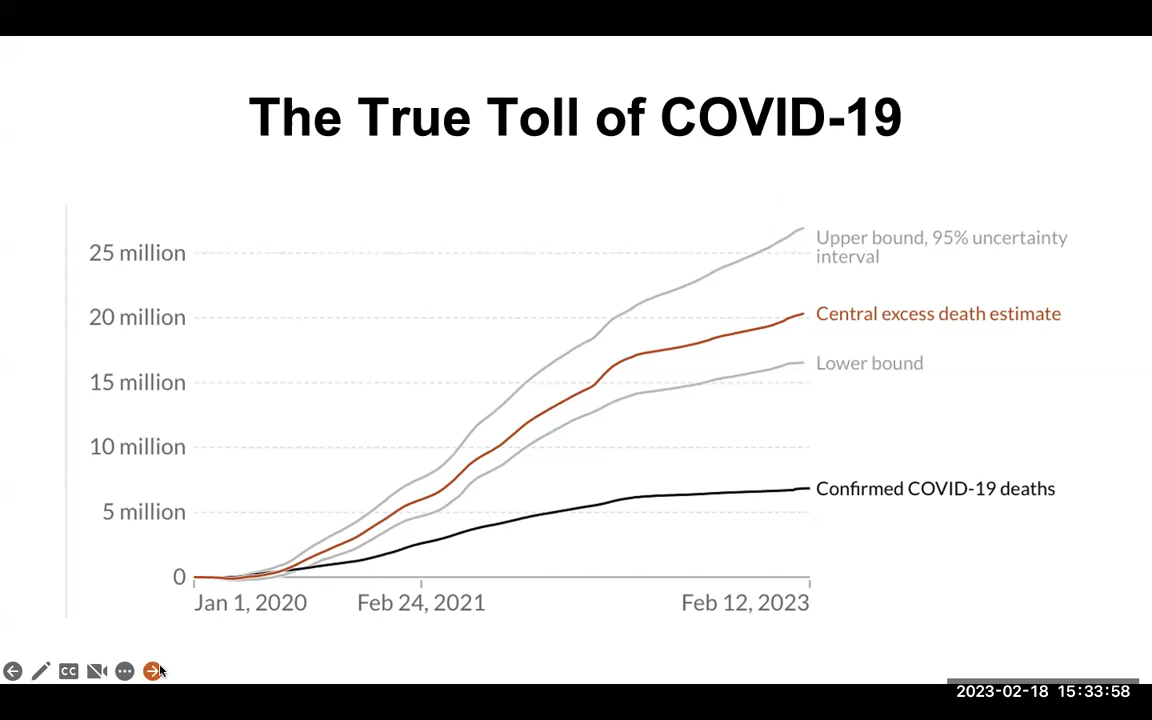 The True Toll of COVID-19
25 million
20 million
15 million
10 million
5 million
0
Upper bound, 95% uncertainty
interval
Central excess death estimate
Lower bound
Confirmed COVID-19 deaths
Jan 1, 2020
Feb 24, 2021
Feb 12, 2023
CC
2023-02-18 15:33:58